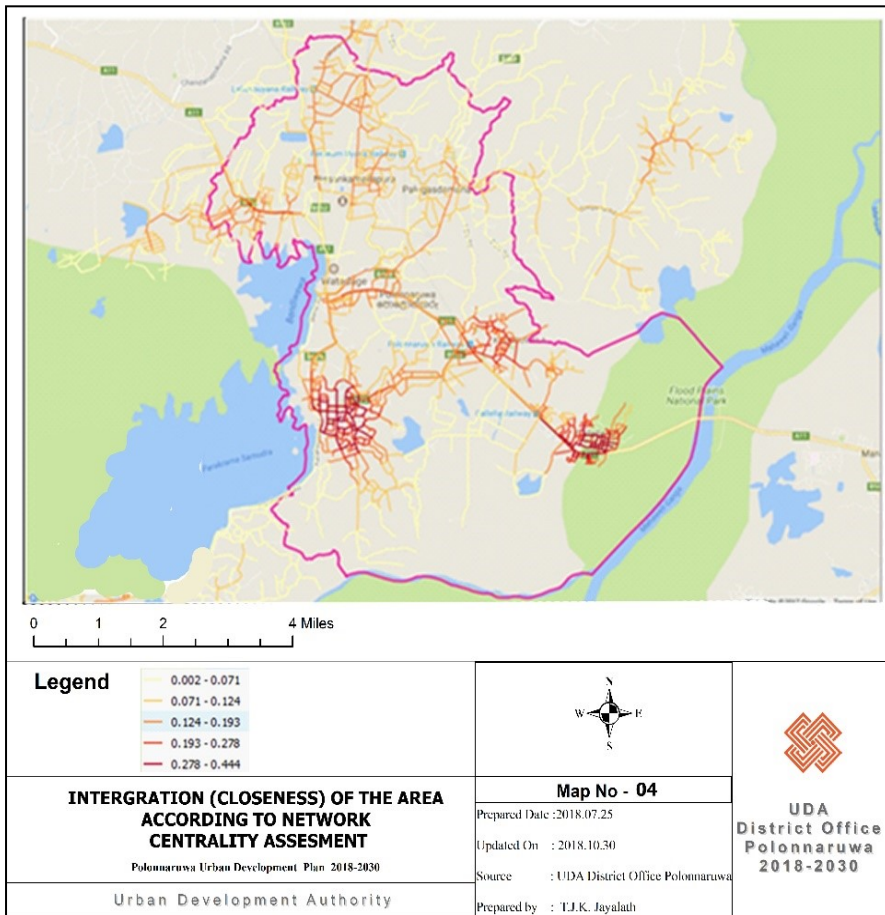 Watadage
Polonnaruwa
Flood Plains
National Park
Mahaweli Ganga
Parakrama Samudra
0 1 2 4 Miles
Legend
0.002 - 0.071
0.071 - 0.124
0.124 - 0.193
0.193 - 0.278
0.278 - 0.444
N
W E
S
INTERGRATION (CLOSENESS) OF THE AREA
ACCORDING TO NETWORK
CENTRALITY ASSESMENT
Polonnaruwa Urban Development Plan 2018-2030
Urban Development Authority
Map No - 04
Prepared Date :2018.07.25
Updated On : 2018.10.30
Source : UDA District Office Polonnaruwa
Prepared by : T.J.K. Jayalath
UDA
District Office
Polonnaruwa
2018-2030